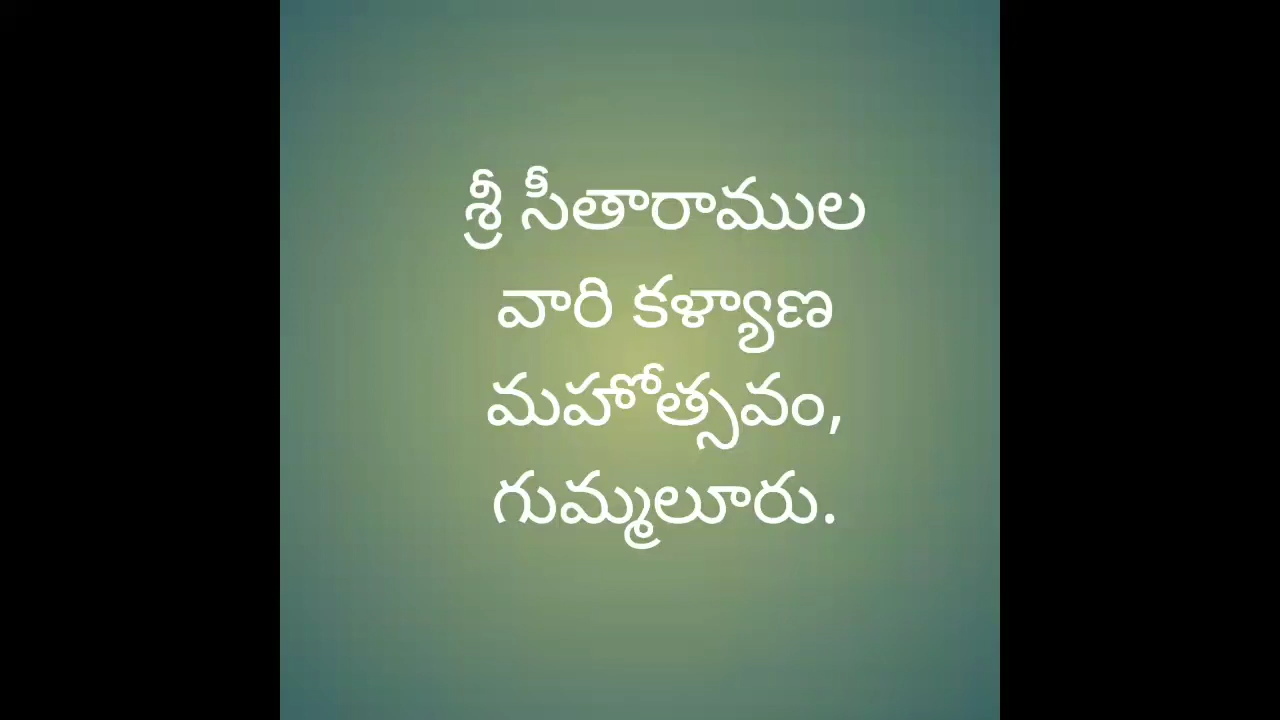 శ్రీ సీతారాముల
వారి కళ్యాణ
మహోత్సవం,
గుమ్మలూరు.